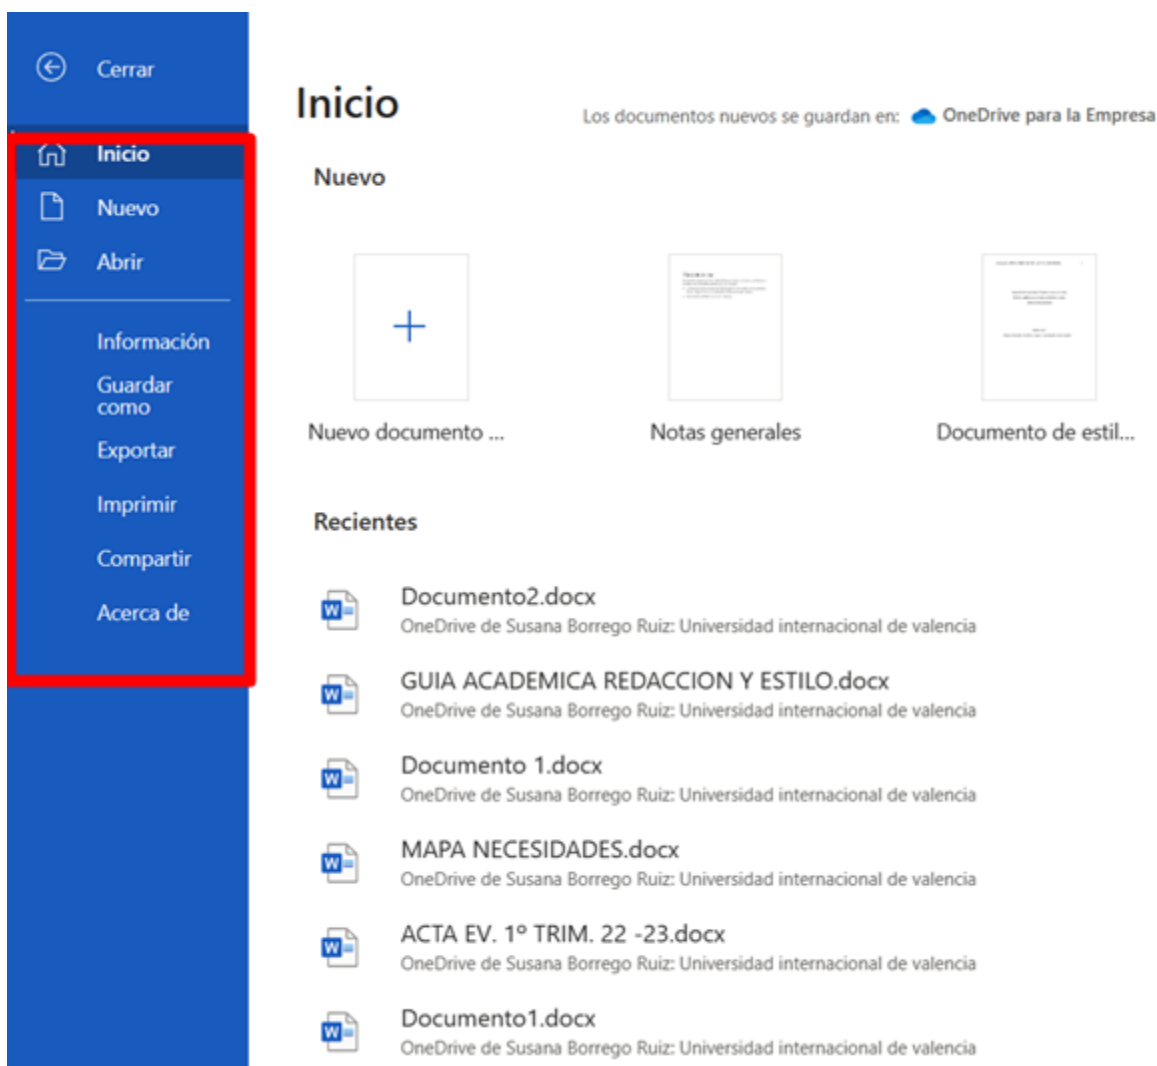 Cerrar
Inicio
Nuevo
Abrir
Información
Guardar
como
Exportar
Imprimir
Compartir
Acerca de
Inicio
Los documentos nuevos se guardan en: OneDrive para la Empresa
Nuevo
Nuevo documento ...
Notas generales
Documento de estil...
Recientes
Documento2.docx
OneDrive de Susana Borrego Ruiz: Universidad internacional de valencia
GUIA ACADEMICA REDACCION Y ESTILO.docx
OneDrive de Susana Borrego Ruiz: Universidad internacional de valencia
Documento 1.docx
OneDrive de Susana Borrego Ruiz: Universidad internacional de valencia
MAPA NECESIDADES.docx
OneDrive de Susana Borrego Ruiz: Universidad internacional de valencia
ACTA EV. 1º TRIM. 22 -23.docx
OneDrive de Susana Borrego Ruiz: Universidad internacional de valencia
Documento1.docx
OneDrive de Susana Borrego Ruiz: Universidad internacional de valencia